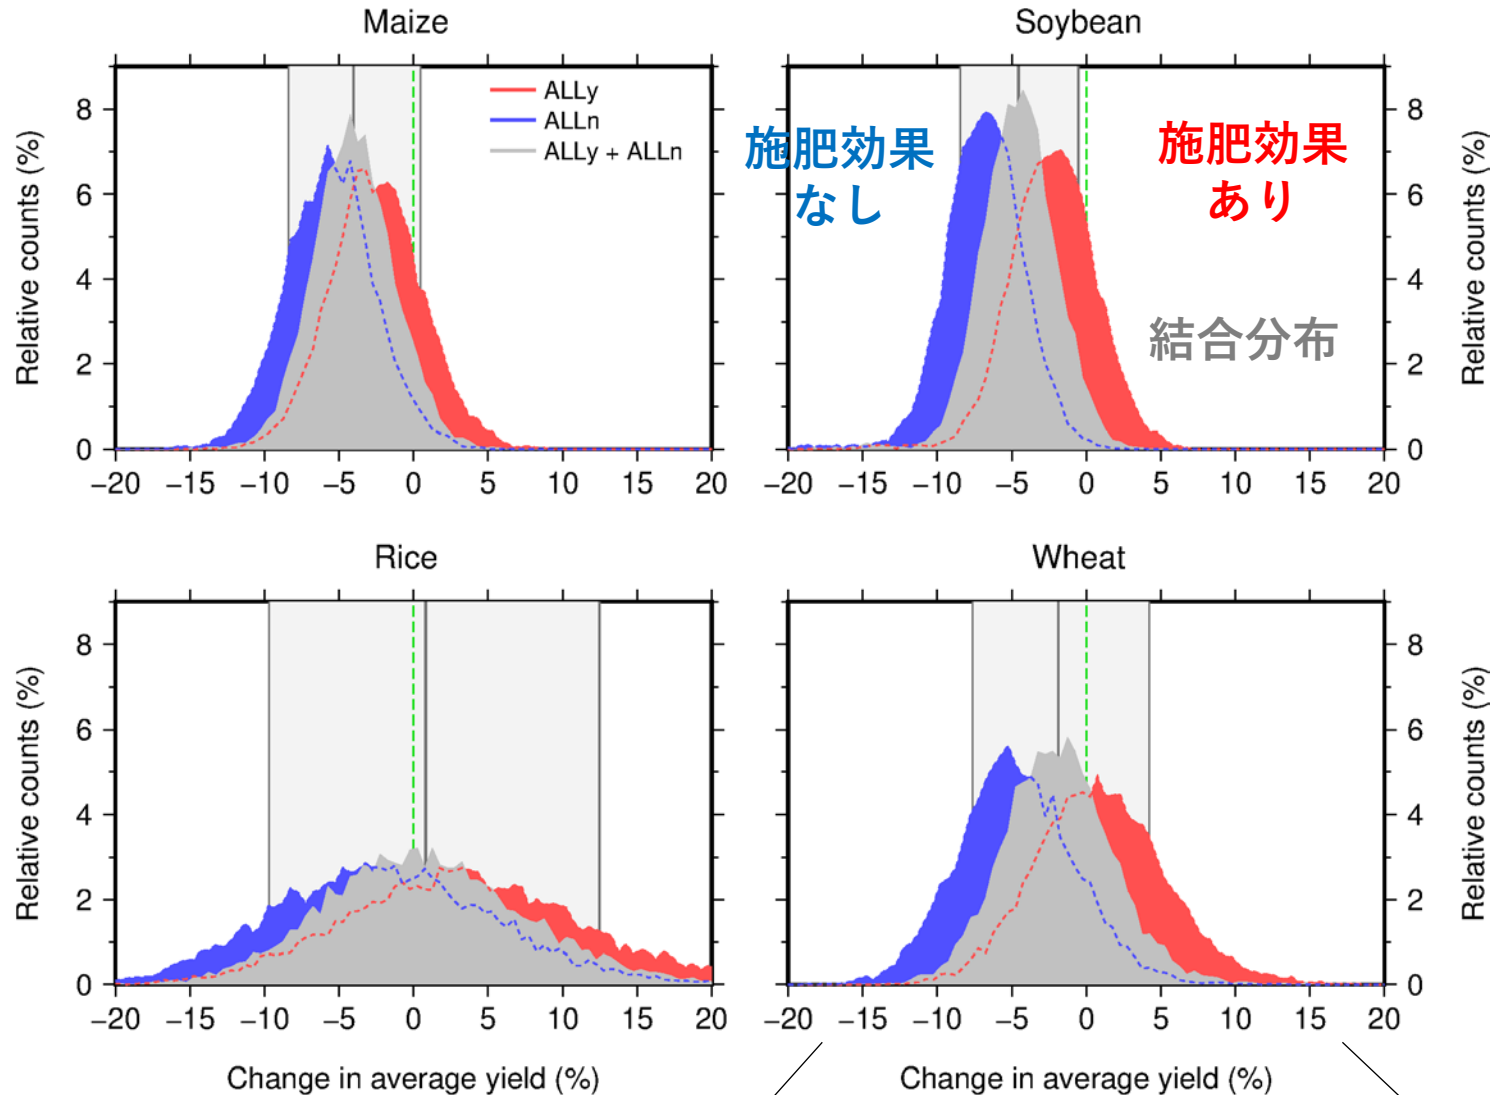 Maize
Relative counts (%)
8
6
4
2
0
−20 −15 −10 −5 0 5 10 15 20
ALLy
ALLn
ALLy + ALLn
Soybean
施肥効果
なし
施肥効果
あり
結合分布
8
6
4
2
0
Relative counts (%)
−20 −15 −10 −5 0 5 10 15 20
Rice
Relative counts (%)
8
6
4
2
0
−20 −15 −10 −5 0 5 10 15 20
Change in average yield (%)
Wheat
8
6
4
2
0
Relative counts (%)
−20 −15 −10 −5 0 5 10 15 20
Change in average yield (%)